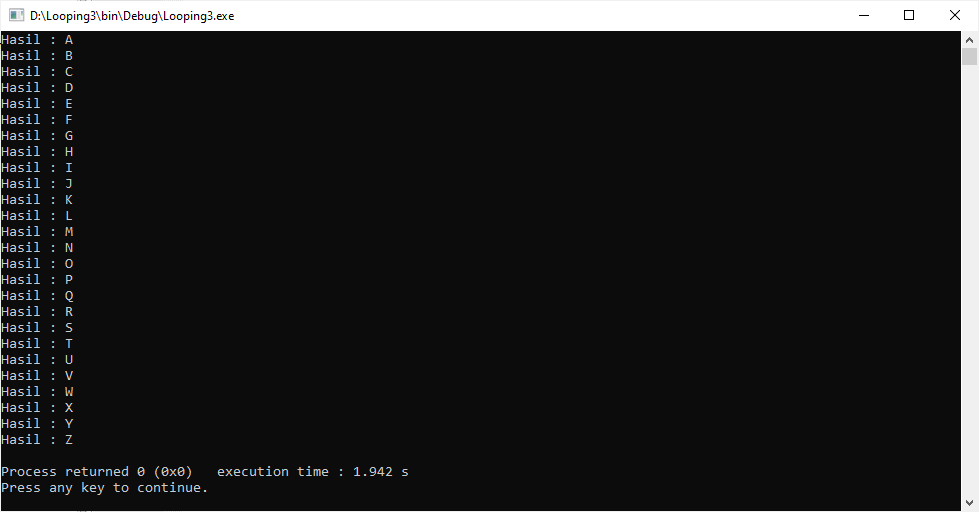 D:\Looping3\bin\Debug\Looping3.exe
Hasil : A
Hasil : B
Hasil : C
Hasil : D
Hasil : E
Hasil : F
Hasil : G
Hasil : H
Hasil : I
Hasil : J
Hasil : K
Hasil : L
Hasil : M
Hasil : N
Hasil : O
Hasil : P
Hasil : Q
Hasil : R
Hasil : S
Hasil : T
Hasil : U
Hasil : V
Hasil : W
Hasil : X
Hasil : Y
Hasil : Z
Process returned 0 (0x0)   execution time : 1.942 s
Press any key to continue.